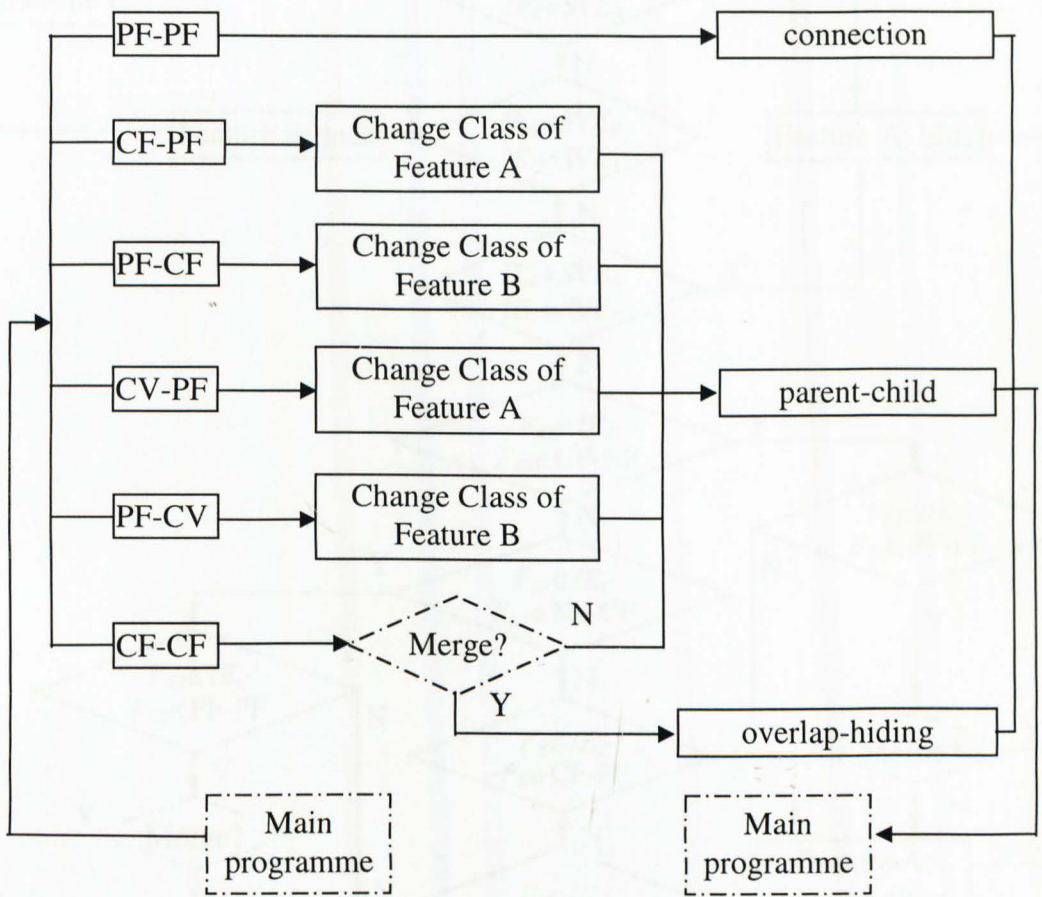 PF-PF
connection
CF-PF
Change Class of
Feature A
PF-CF
Change Class of
Feature B
CV-PF
Change Class of
Feature A
parent-child
PF-CV
Change Class of
Feature B
CF-CF
Merge?
N
Y
overlap-hiding
Main
programme
Main
programme